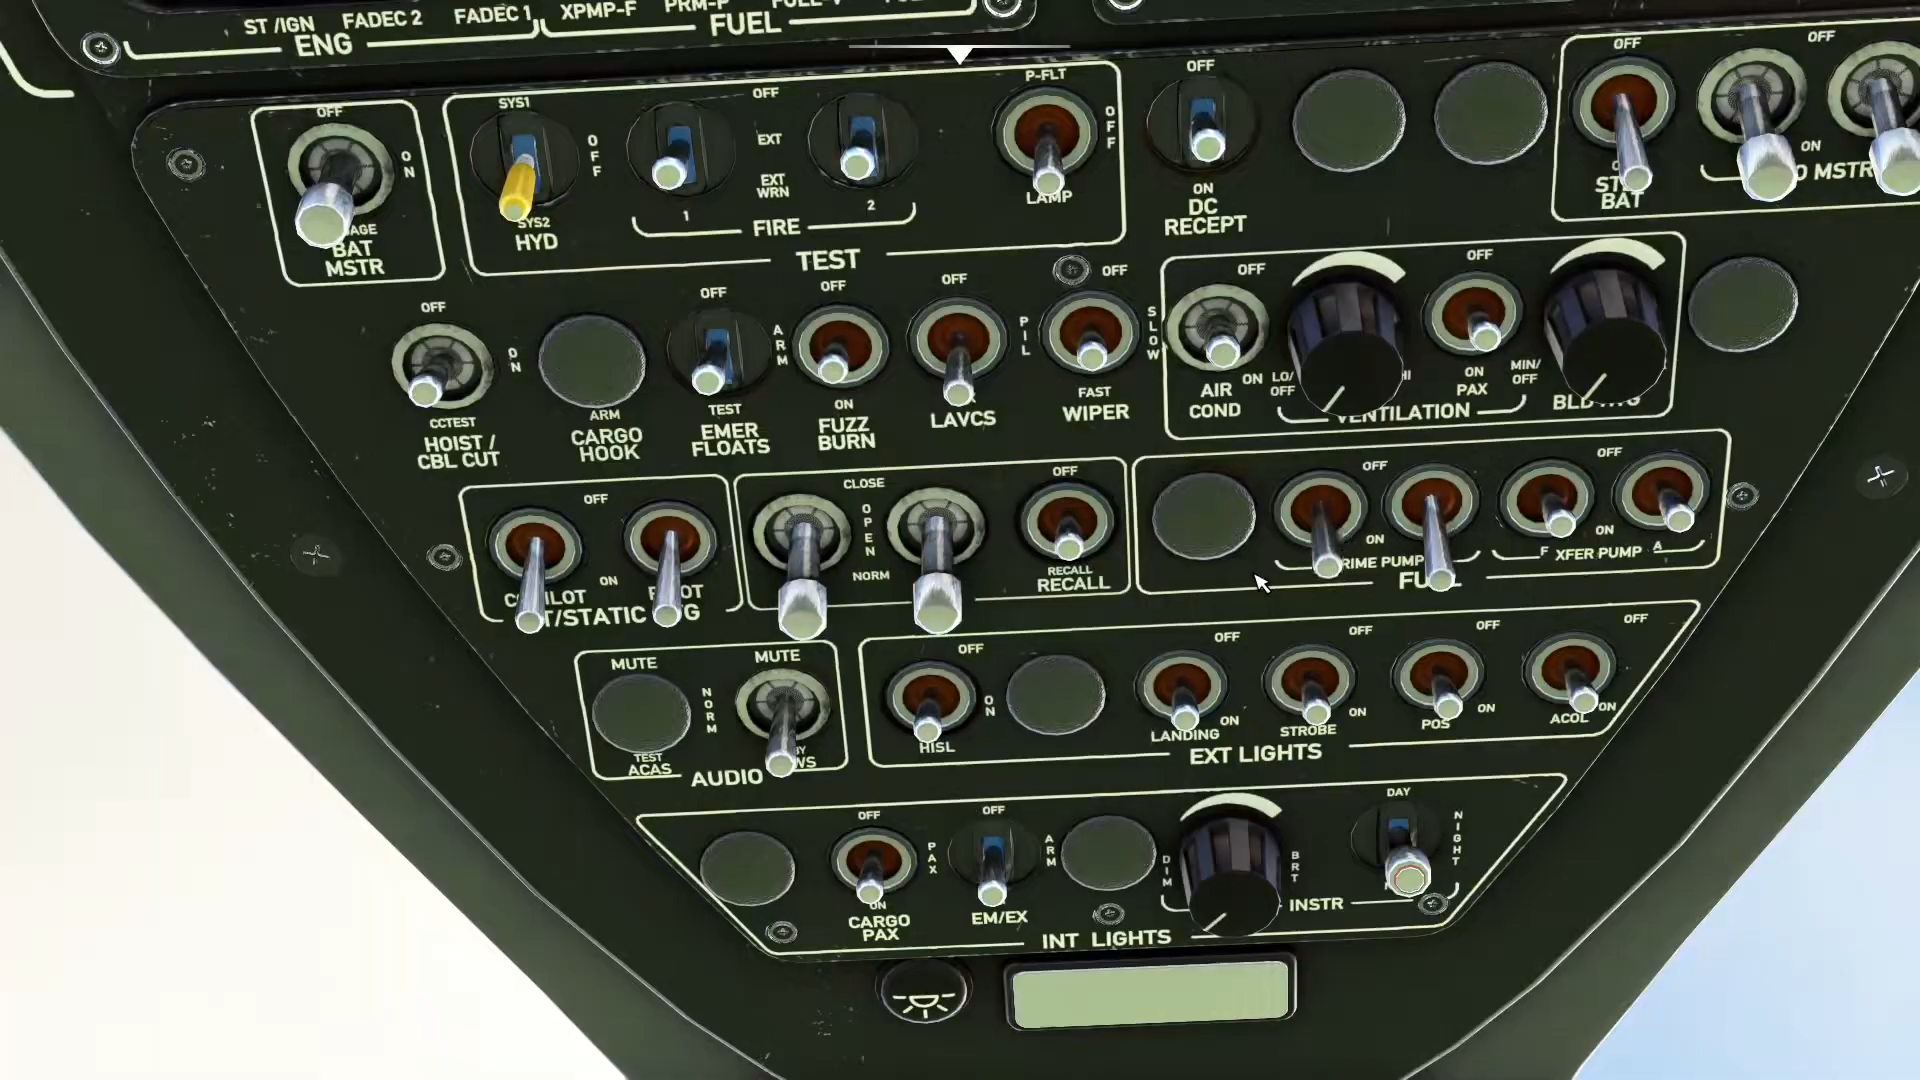 ST /IGN FADEC 2 FADEC 1 XPMP-F PRM-P
ENG FUEL
OFF
ON
BAT
MSTR
SYS1
OFF
SYS2
HYD
OFF
EXT
EXT
WRN
1 2
FIRE
P-FLT
OFF
LAMP
TEST
OFF
ON
DC
RECEPT
OFF
BAT
OFF
ON
MSTR
OFF
ON
CCTEST
HOIST /
CBL CUT
ARM
CARGO
HOOK
OFF
ARM
TEST
EMER
FLOATS
OFF
ON
FUZZ
BURN
OFF
PIL
LAVCS
OFF
SLOW
FAST
WIPER
OFF
ON
AIR
COND
LO/
OFF
HI
VENTILATION
OFF
ON
PAX
MIN/
OFF
OFF
ON
CLOSE
OPEN
NORM
OFF
RECALL
RECALL
OFF
ON
OFF
ON
F XFER PUMP A
MUTE
NORM
TEST
ACAS
MUTE
AUDIO
OFF
ON
HISL
OFF
ON
LANDING
OFF
ON
STROBE
OFF
ON
POS
OFF
ON
ACOL
EXT LIGHTS
OFF
PAX
ON
CARGO
PAX
OFF
ARM
EM/EX
DIM
BRT
INSTR
DAY
NIGHT
INT LIGHTS